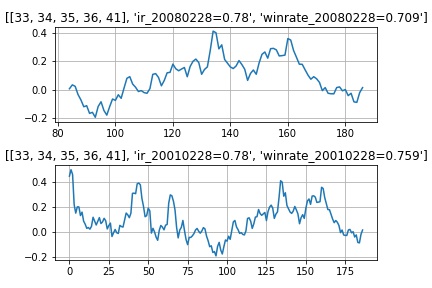 [[33, 34, 35, 36, 41], 'ir_20080228=0.78', 'winrate_20080228=0.709']
0.4
0.2
0.0
−0.2
80 100 120 140 160 180
[[33, 34, 35, 36, 41], 'ir_20010228=0.78', 'winrate_20010228=0.759']
0.4
0.2
0.0
−0.2
0 25 50 75 100 125 150 175